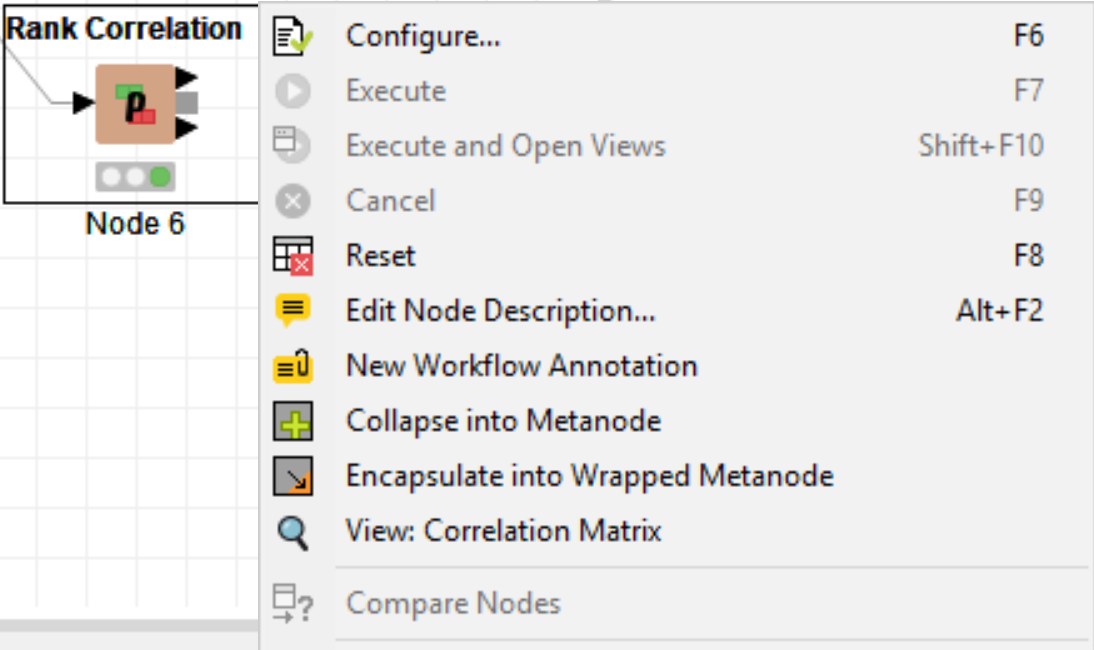 Rank Correlation
ρ
Node 6
Configure... F6
Execute F7
Execute and Open Views Shift+F10
Cancel F9
Reset F8
Edit Node Description... Alt+F2
New Workflow Annotation
Collapse into Metanode
Encapsulate into Wrapped Metanode
View: Correlation Matrix
Compare Nodes